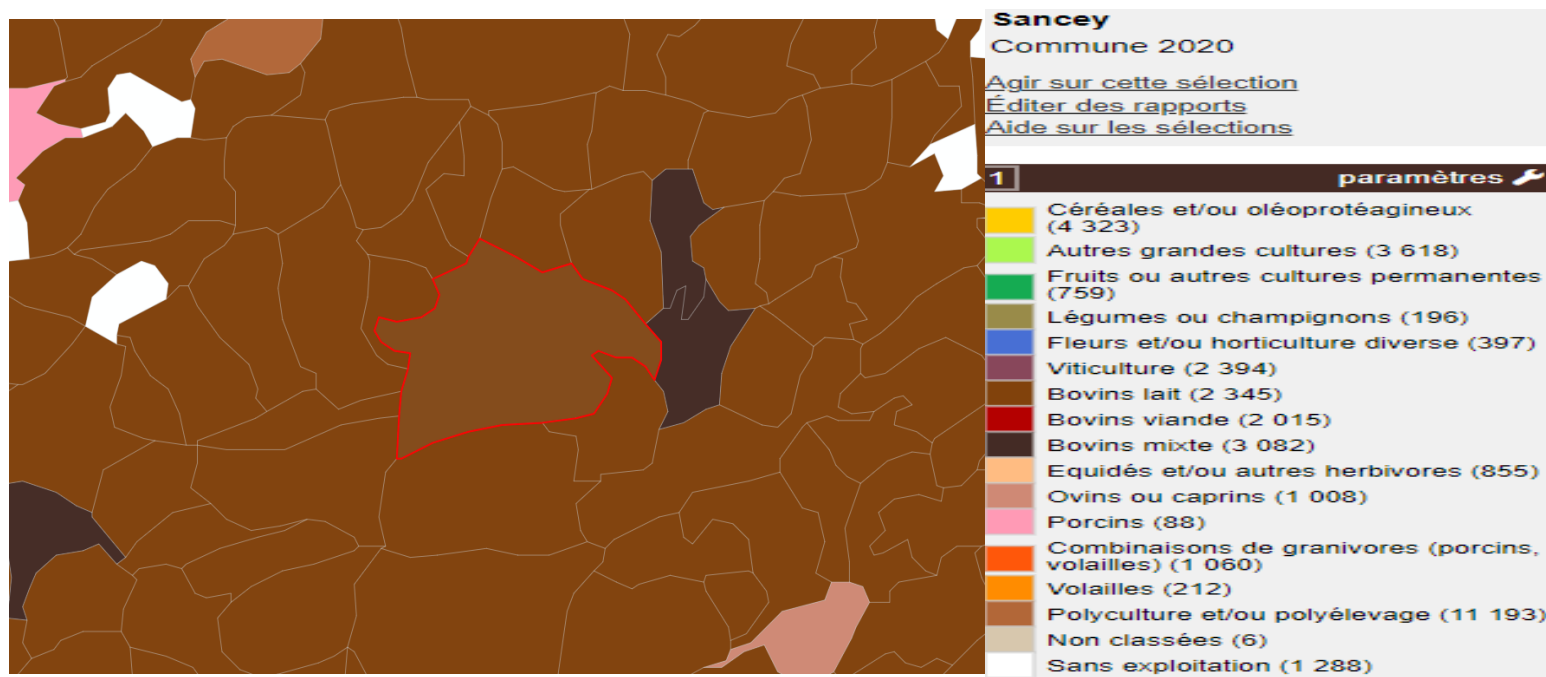 Sancey
Commune 2020
Agir sur cette sélection
Éditer des rapports
Aide sur les sélections
1 paramètres
Céréales et/ou oléoprotéagineux
(4 323)
Autres grandes cultures (3 618)
Fruits ou autres cultures permanentes
(759)
Légumes ou champignons (196)
Fleurs et/ou horticulture diverse (397)
Viticulture (2 394)
Bovins lait (2 345)
Bovins viande (2 015)
Bovins mixte (3 082)
Equidés et/ou autres herbivores (855)
Ovins ou caprins (1 008)
Porcins (88)
Combinaisons de granivores (porcins,
volailles) (1 060)
Volailles (212)
Polyculture et/ou polyélevage (11 193)
Non classées (6)
Sans exploitation (1 288)